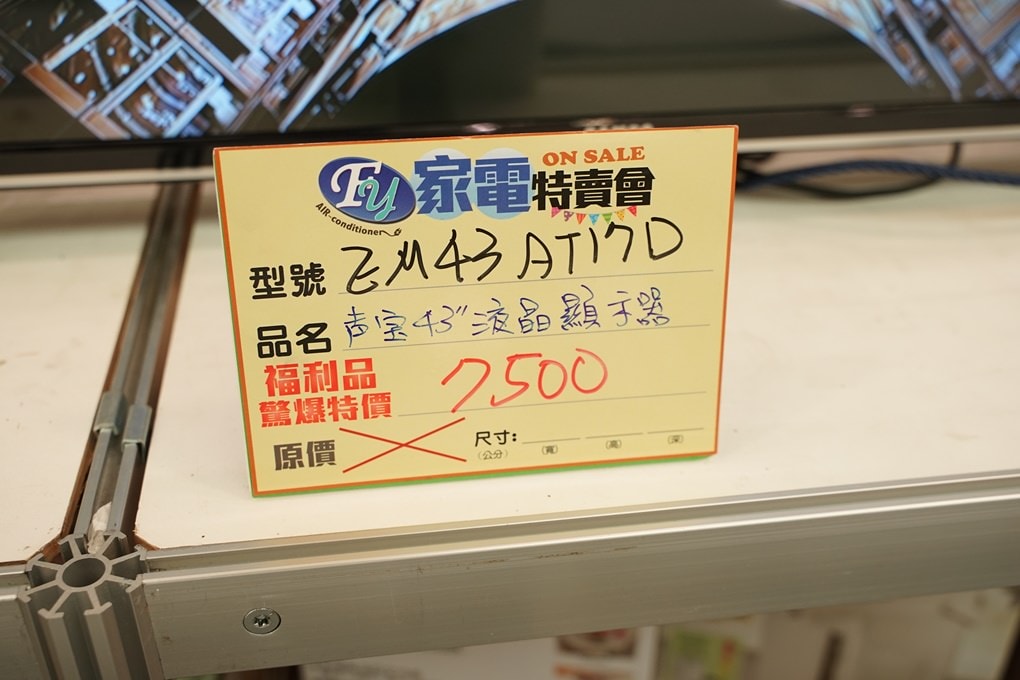 FY 家電特賣會 ON SALE
AIR-conditioner
型號 EM43AT17D
品名 声宝43"液晶顯示器
福利品
驚爆特價 7500
原價 尺寸:
(公分) (寬) (高) (深)